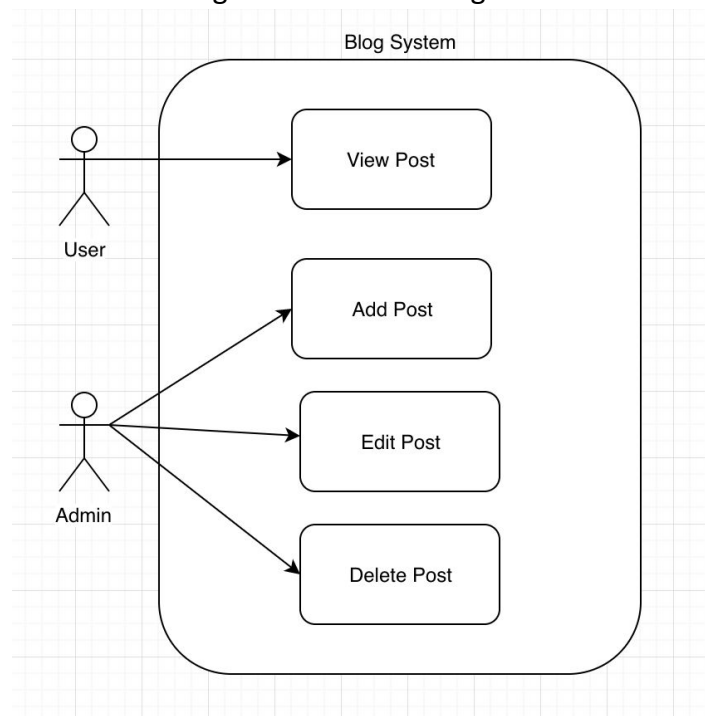 Blog System
View Post
User
Add Post
Edit Post
Admin
Delete Post